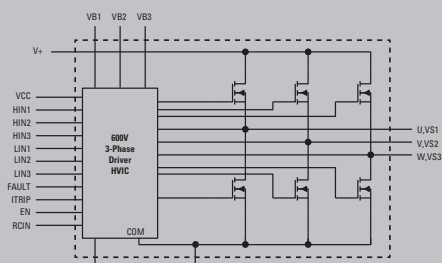 VB1 VB2 VB3
V+
VCC
HIN1
HIN2
HIN3
LIN1
LIN2
LIN3
FAULT
ITRIP
EN
RCIN
600V
3-Phase
Driver
HVIC
COM
U,VS1
V,VS2
W,VS3